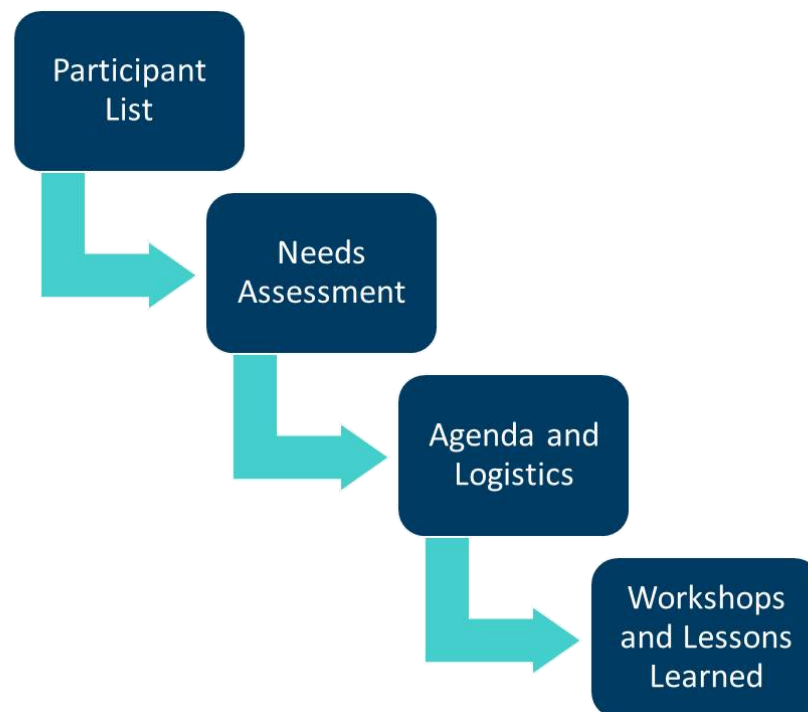 Participant
List
Needs
Assessment
Agenda and
Logistics
Workshops
and Lessons
Learned